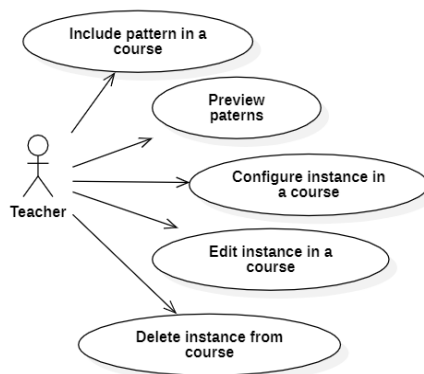 Include pattern in a
course
Preview
paterns
Configure instance in
a course
Teacher
Edit instance in a
course
Delete instance from
course